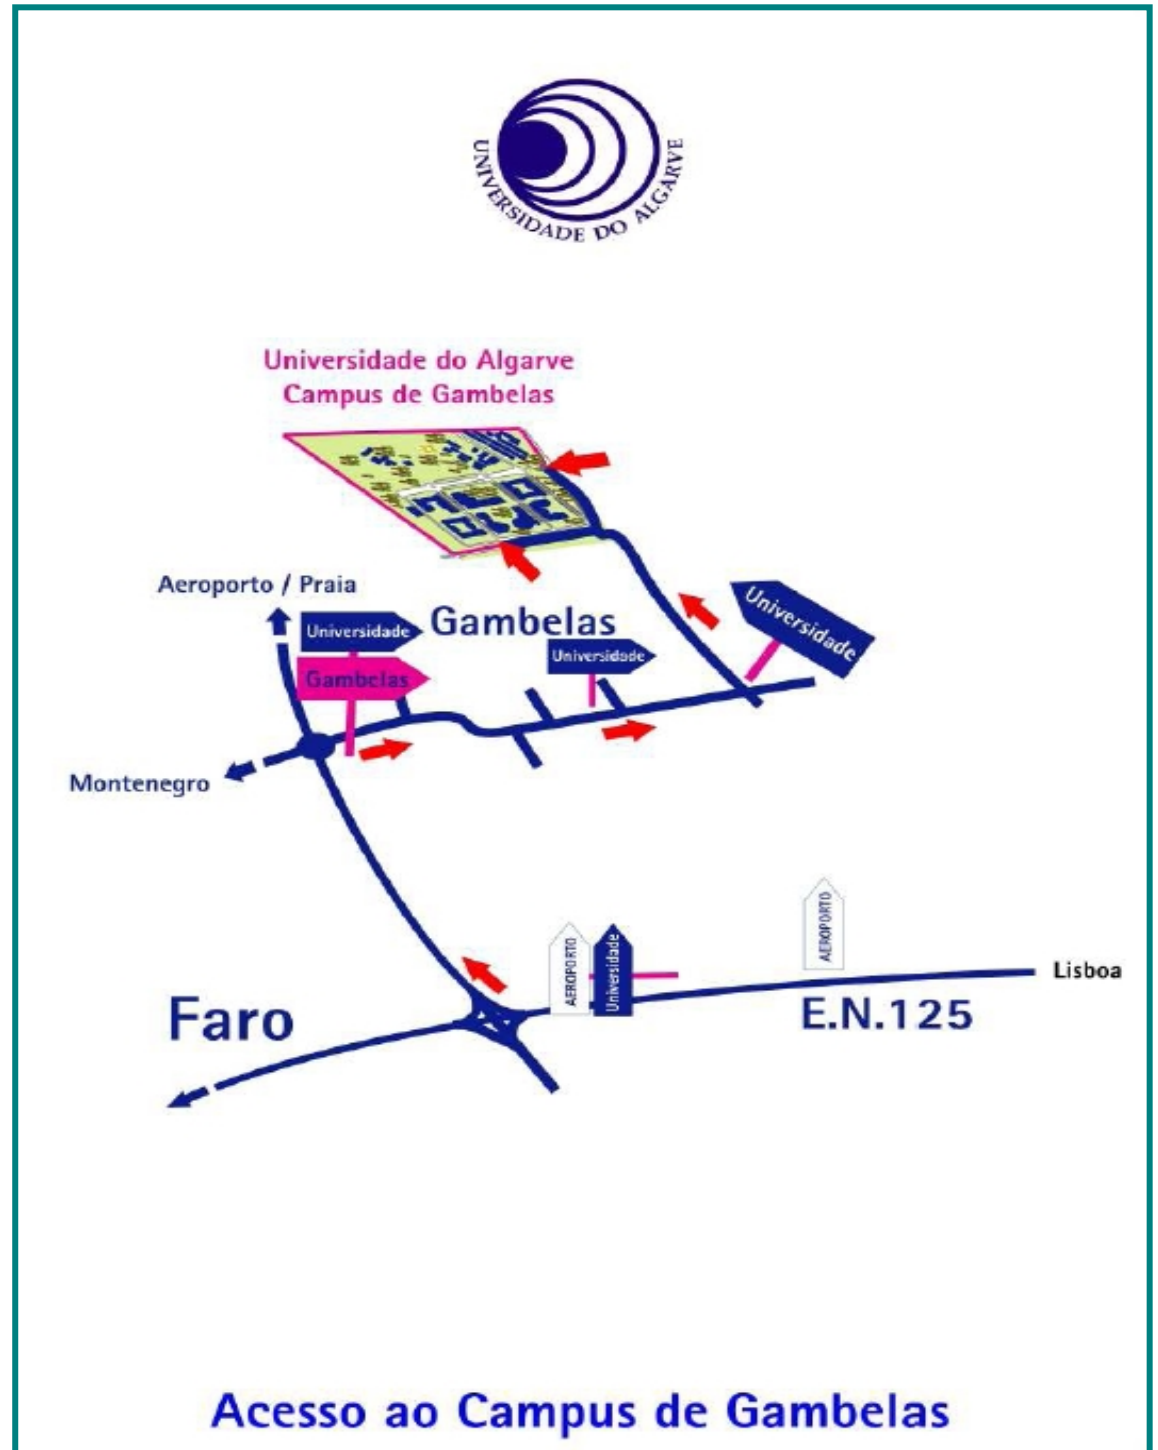 UNIVERSIDADE DO ALGARVE
Universidade do Algarve
Campus de Gambelas
Aeroporto / Praia
Universidade
Gambelas
Gambelas
Universidade
Universidade
Montenegro
AEROPORTO
Universidade
AEROPORTO
Lisboa
Faro
E.N.125
Acesso ao Campus de Gambelas